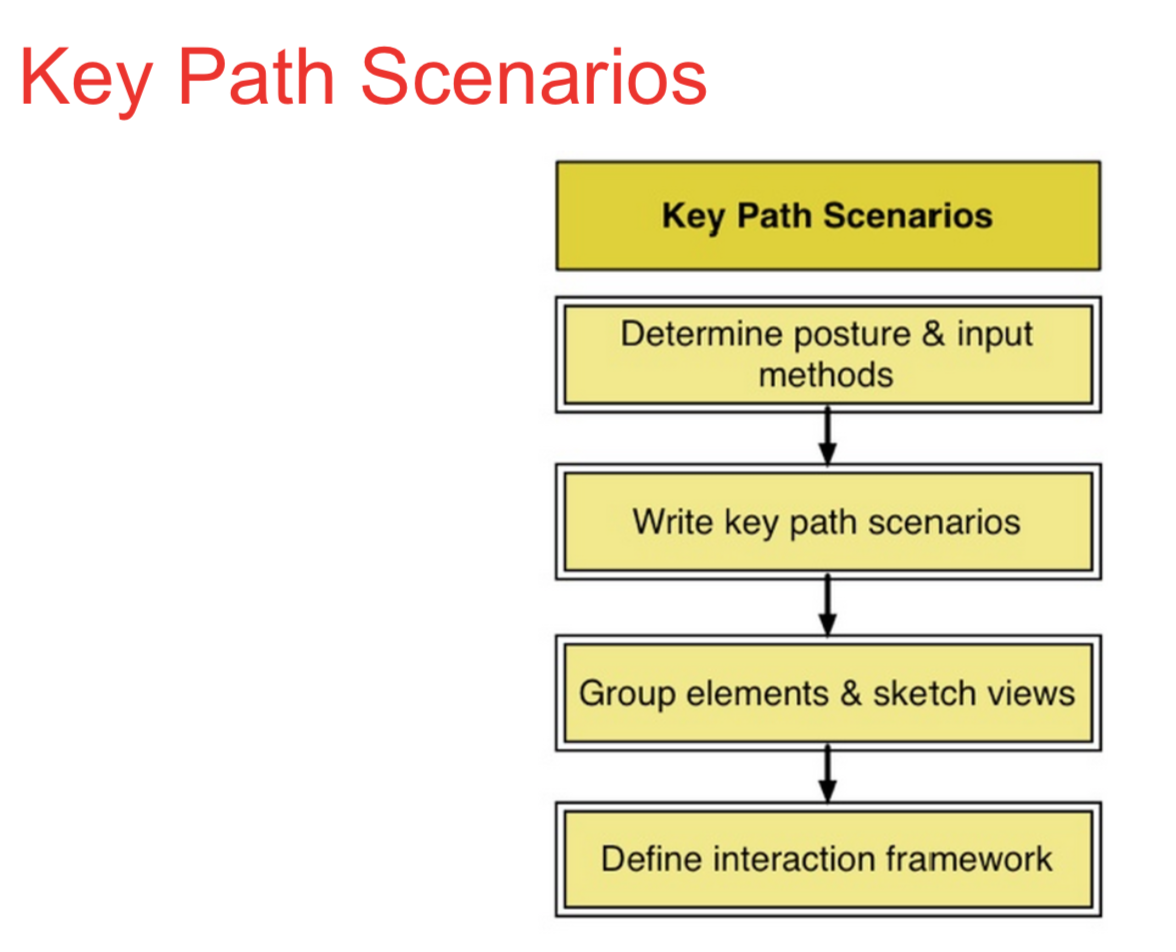 Key Path Scenarios
Key Path Scenarios
Determine posture & input
methods
Write key path scenarios
Group elements & sketch views
Define interaction framework